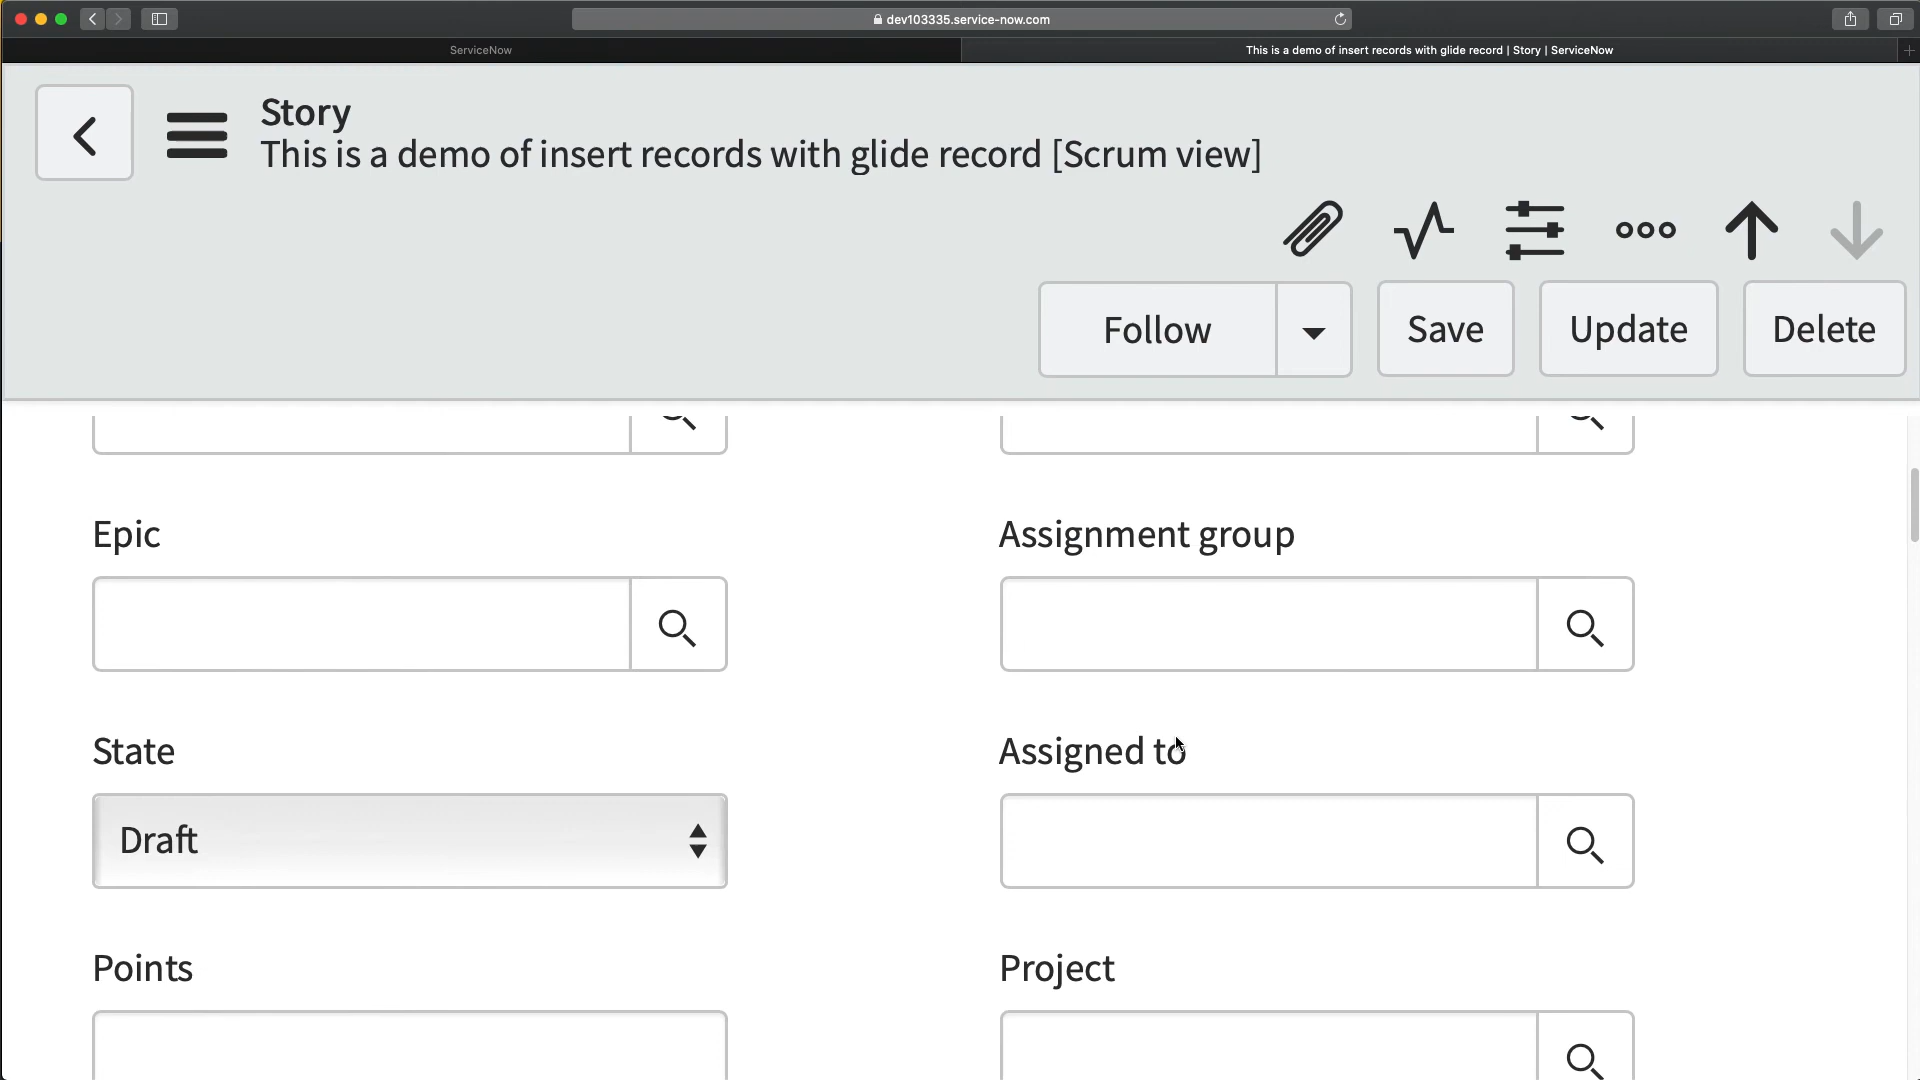 dev103335.service-now.com
ServiceNow
This is a demo of insert records with glide record | Story | ServiceNow
Story
This is a demo of insert records with glide record [Scrum view]
Follow
Save
Update
Delete
Epic
Assignment group
State
Assigned to
Draft
Points
Project